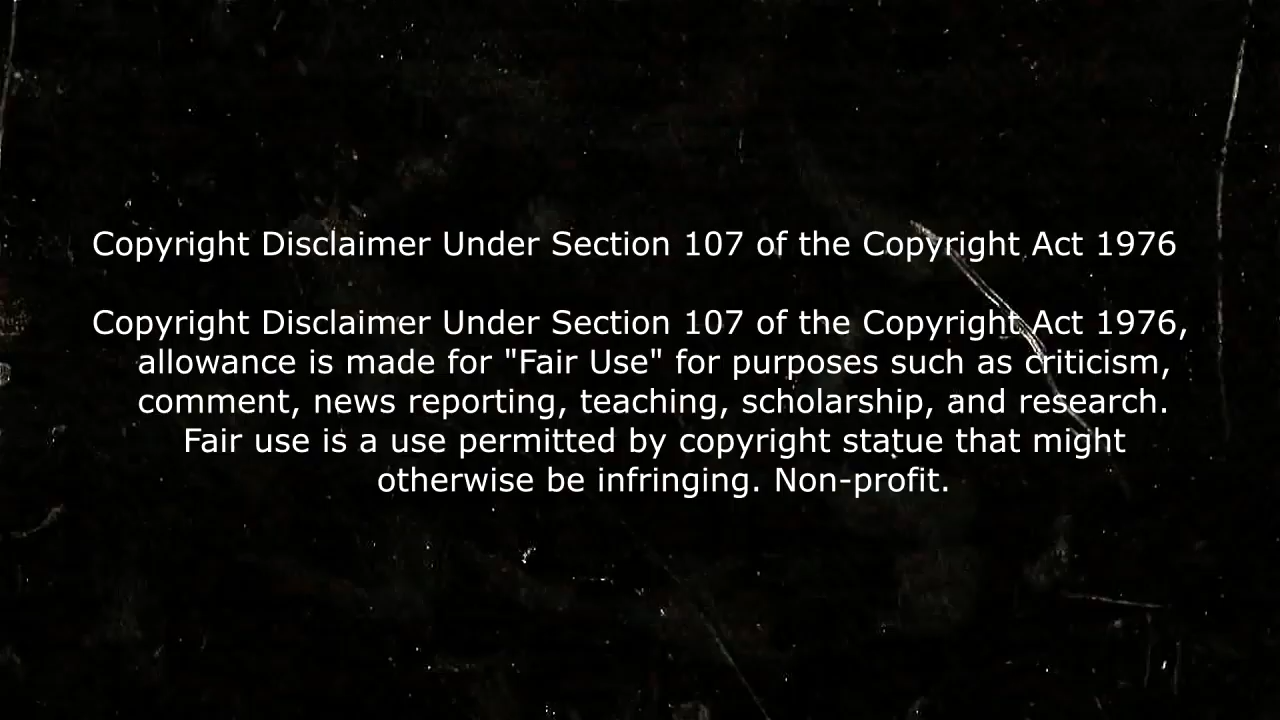 Copyright Disclaimer Under Section 107 of the Copyright Act 1976
Copyright Disclaimer Under Section 107 of the Copyright Act 1976,
allowance is made for "Fair Use" for purposes such as criticism,
comment, news reporting, teaching, scholarship, and research.
Fair use is a use permitted by copyright statue that might
otherwise be infringing. Non-profit.